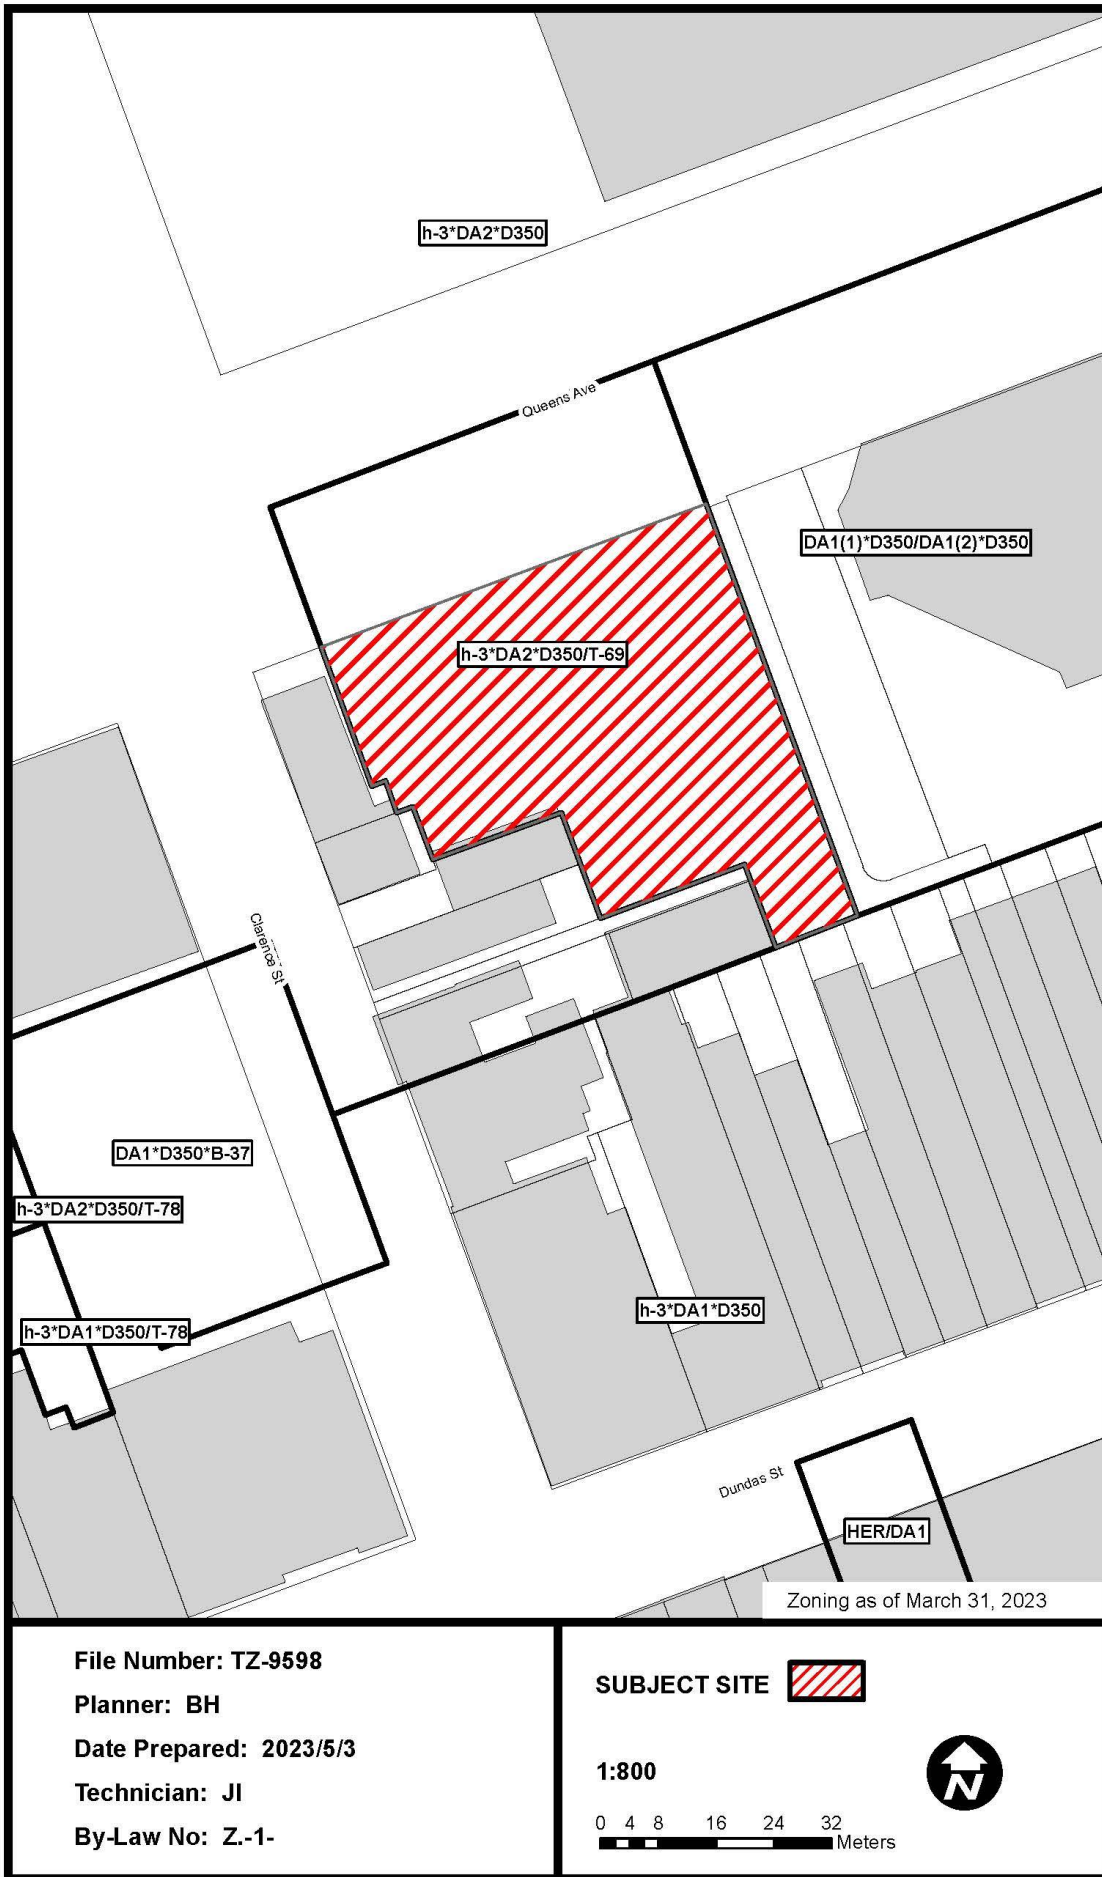 h-3*DA2*D350
Queens Ave
DA1(1)*D350/DA1(2)*D350
h-3*DA2*D350/T-69
Clarence St
DA1*D350*B-37
h-3*DA2*D350/T-78
h-3*DA1*D350
h-3*DA1*D350/T-78
Dundas St
HER/DA1
Zoning as of March 31, 2023
File Number: TZ-9598
Planner: BH
Date Prepared: 2023/5/3
Technician: JI
By-Law No: Z.-1-
SUBJECT SITE
1:800
0 4 8 16 24 32
Meters
N